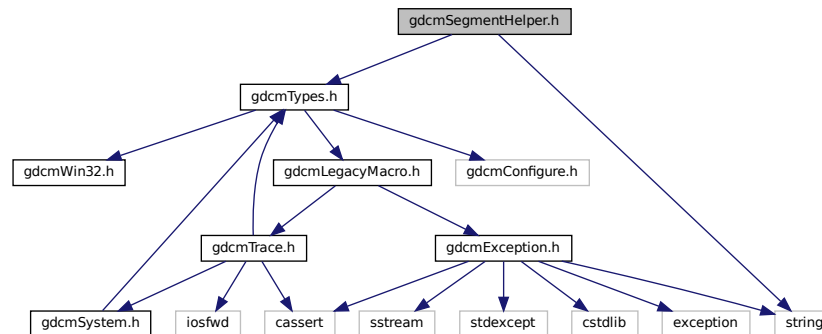 gdcmSegmentHelper.h
gdcmTypes.h
gdcmWin32.h
gdcmLegacyMacro.h
gdcmConfigure.h
gdcmTrace.h
gdcmException.h
gdcmSystem.h
iosfwd
cassert
sstream
stdexcept
cstdlib
exception
string